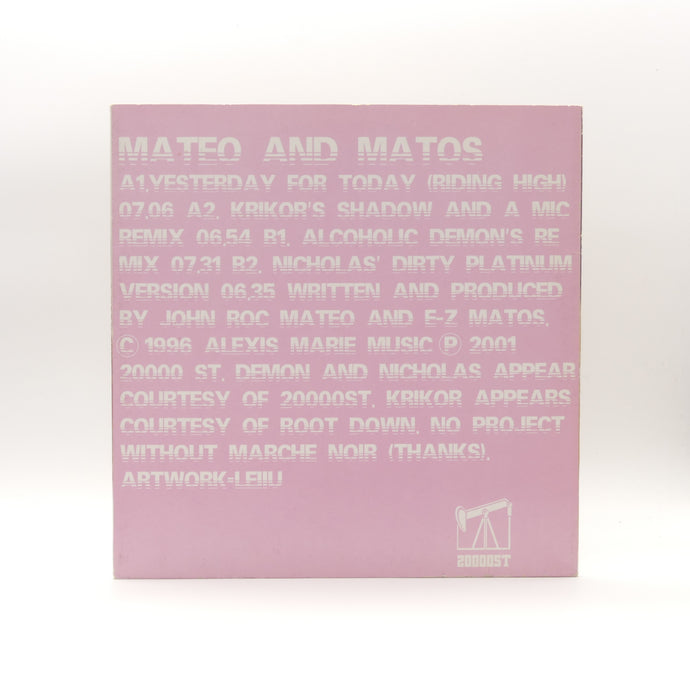 MATEO AND MATOS
A1.YESTERDAY FOR TODAY (RIDING HIGH)
07.06 A2. KRIKOR'S SHADOW AND A MIC
REMIX 06.54 B1. ALCOHOLIC DEMON'S RE
MIX 07.31 B2. NICHOLAS' DIRTY PLATINUM
VERSION 06.35 WRITTEN AND PRODUCED
BY JOHN ROC MATEO AND E-Z MATOS.
© 1996 ALEXIS MARIE MUSIC ℗ 2001
20000 ST. DEMON AND NICHOLAS APPEAR
COURTESY OF 20000ST. KRIKOR APPEARS
COURTESY OF ROOT DOWN. NO PROJECT
WITHOUT MARCHE NOIR (THANKS).
ARTWORK=LEIIU
20000ST